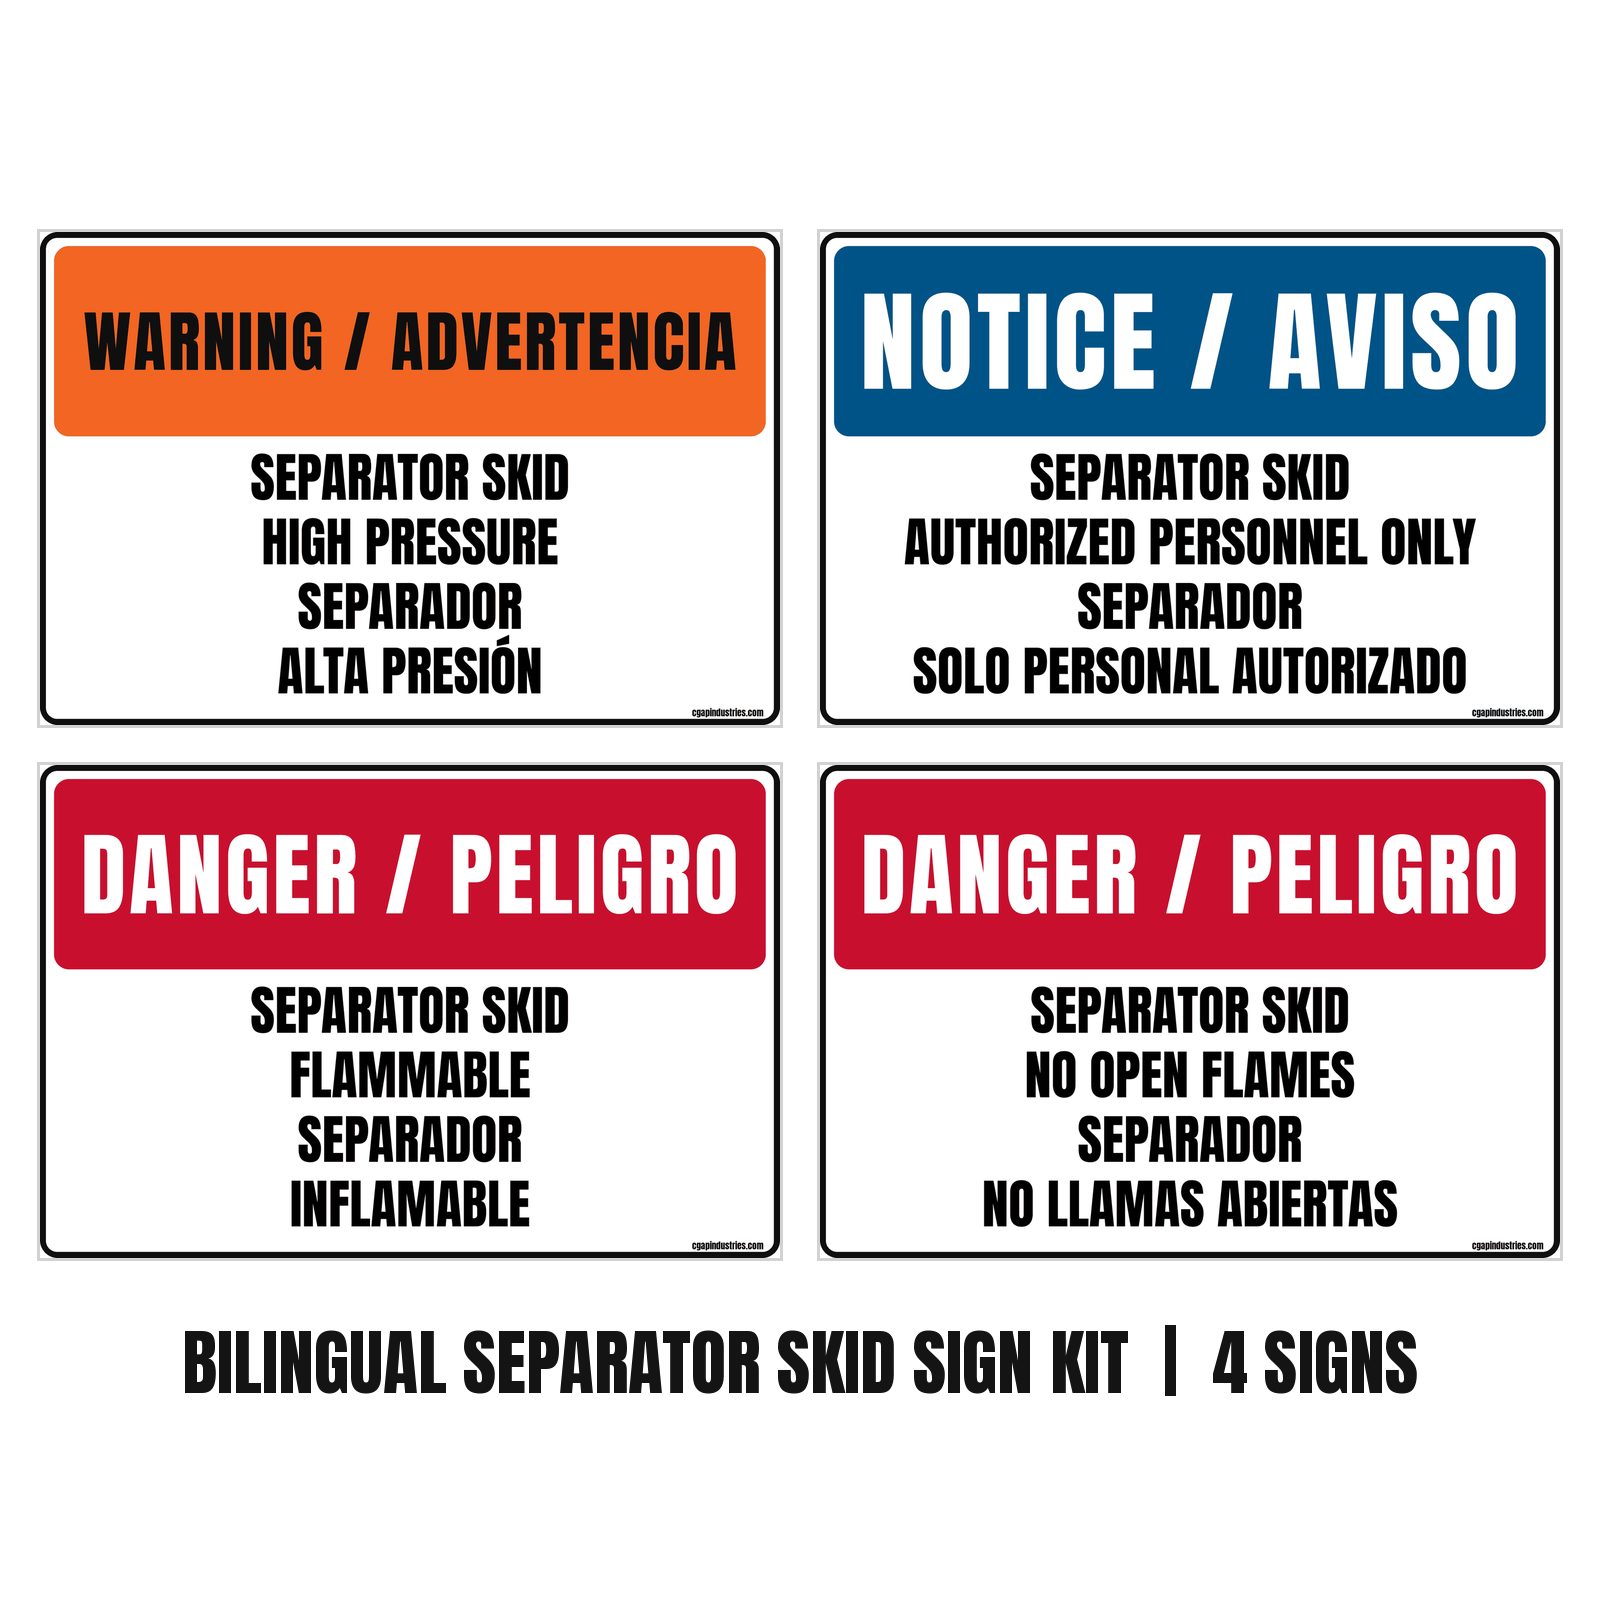 WARNING / ADVERTENCIA
SEPARATOR SKID
HIGH PRESSURE
SEPARADOR
ALTA PRESIÓN
cgapindustries.com
NOTICE / AVISO
SEPARATOR SKID
AUTHORIZED PERSONNEL ONLY
SEPARADOR
SOLO PERSONAL AUTORIZADO
cgapindustries.com
DANGER / PELIGRO
SEPARATOR SKID
FLAMMABLE
SEPARADOR
INFLAMABLE
cgapindustries.com
DANGER / PELIGRO
SEPARATOR SKID
NO OPEN FLAMES
SEPARADOR
NO LLAMAS ABIERTAS
cgapindustries.com
BILINGUAL SEPARATOR SKID SIGN KIT | 4 SIGNS